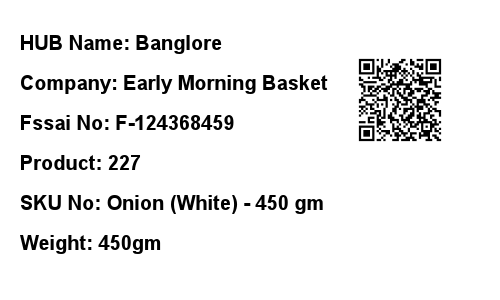 HUB Name: Banglore
Company: Early Morning Basket
Fssai No: F-124368459
Product: 227
SKU No: Onion (White) - 450 gm
Weight: 450gm